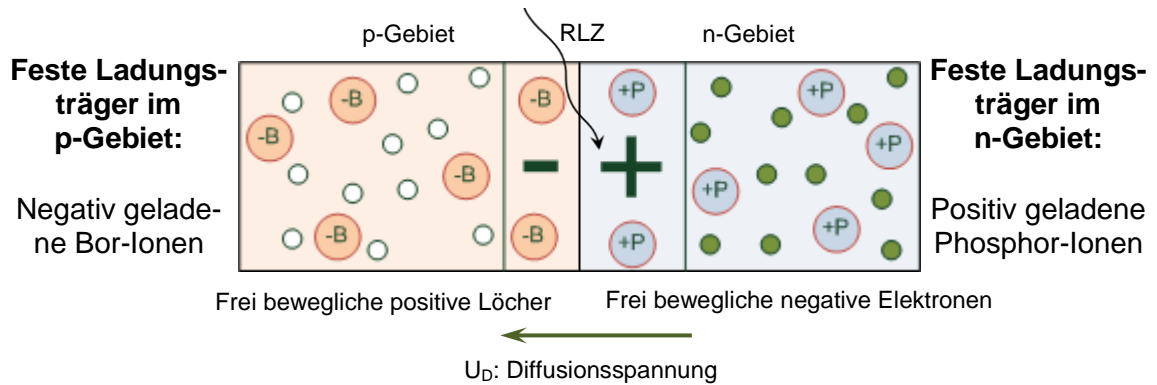 p-Gebiet RLZ n-Gebiet
Feste Ladungs-
träger im
p-Gebiet:
Negativ gelade-
ne Bor-Ionen
-B -B +P +P
-B +P
-B +P
-B -B +P +P
Feste Ladungs-
träger im
n-Gebiet:
Positiv geladene
Phosphor-Ionen
Frei bewegliche positive Löcher Frei bewegliche negative Elektronen
U_D: Diffusionsspannung